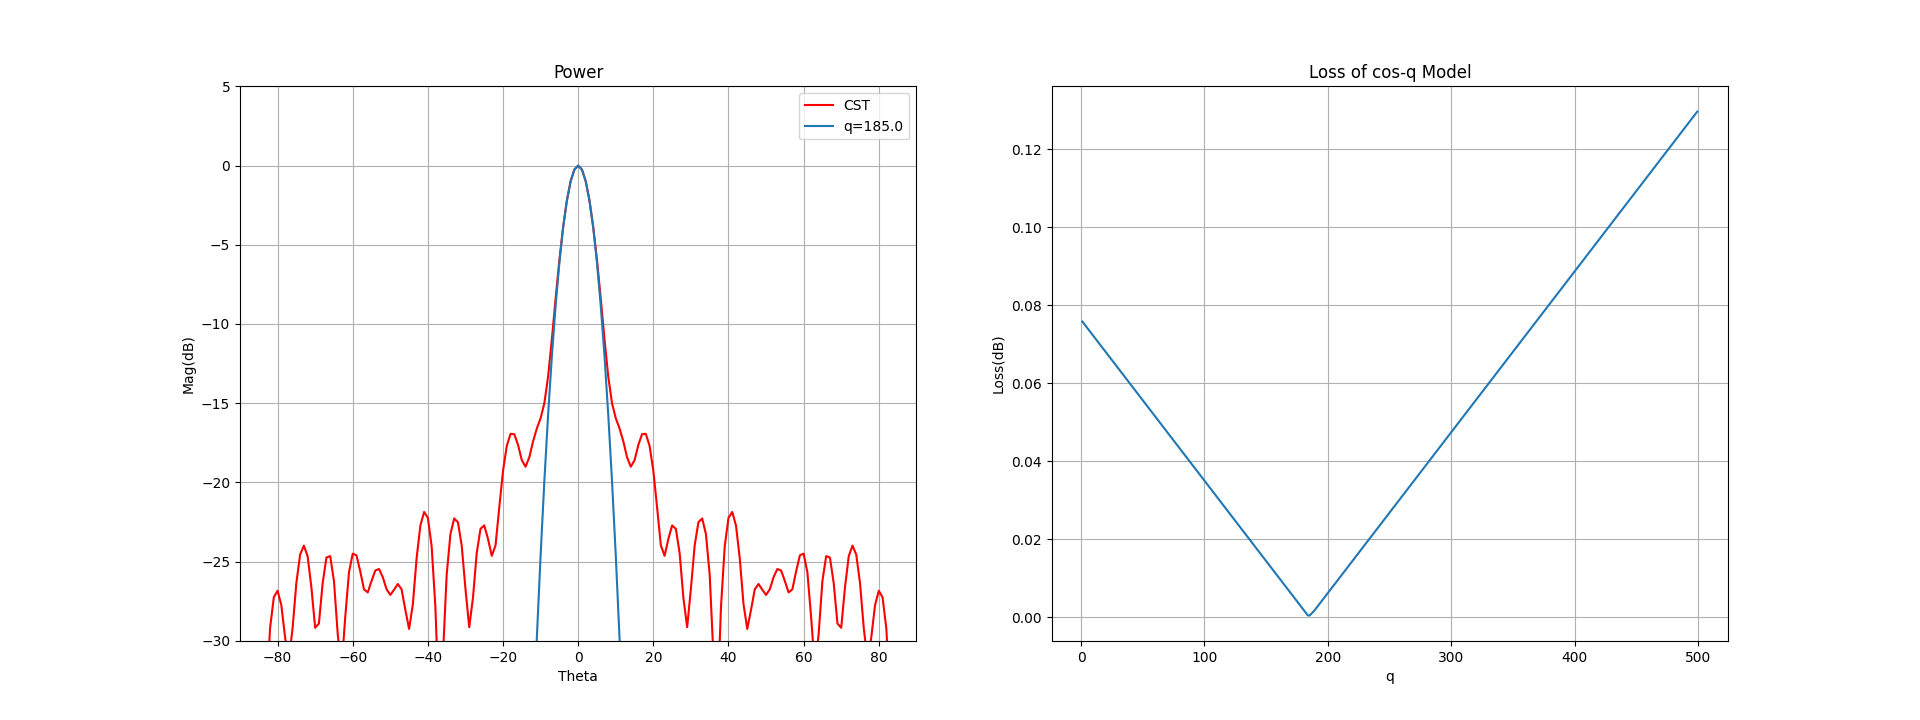 Power
5
0
−5
−10
−15
−20
−25
−30
Mag(dB)
−80 −60 −40 −20 0 20 40 60 80
Theta
CST
q=185.0
Loss of cos-q Model
0.12
0.10
0.08
0.06
0.04
0.02
0.00
Loss(dB)
0 100 200 300 400 500
q